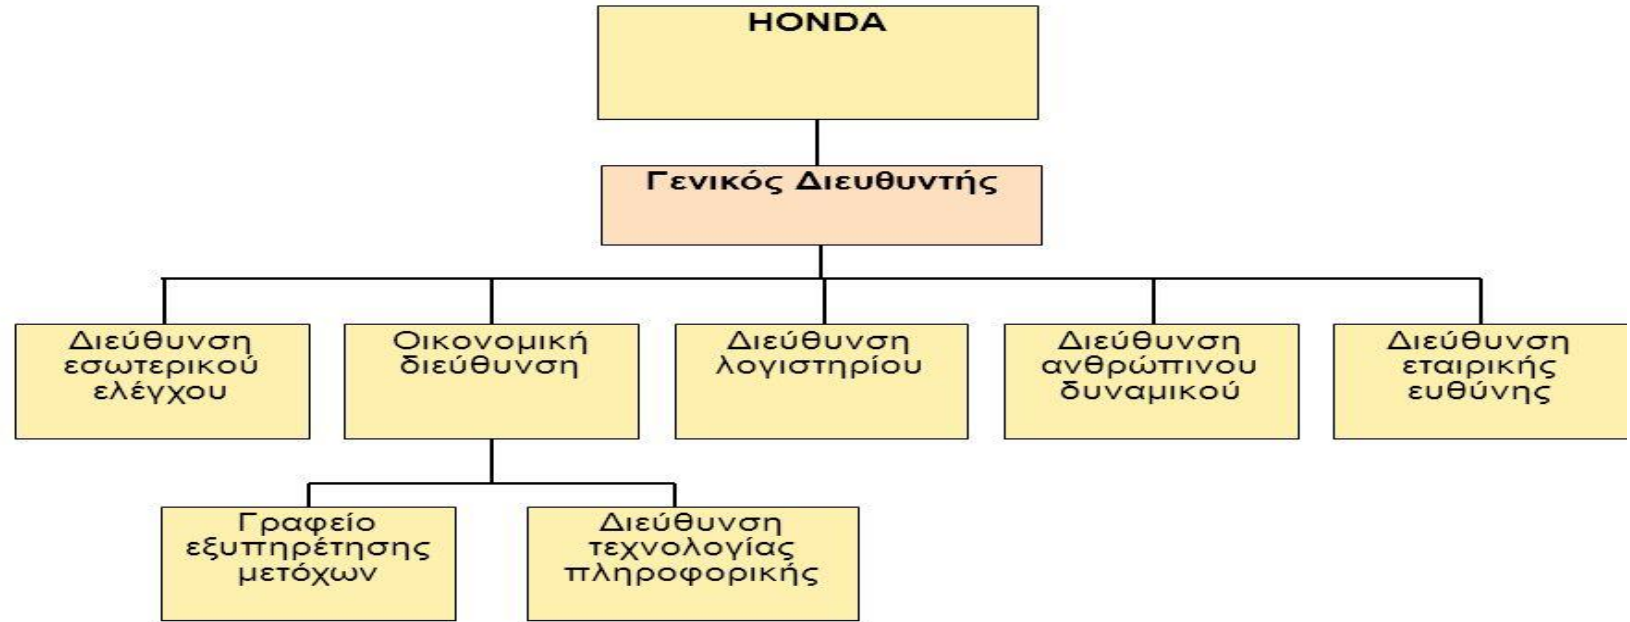 HONDA
Γενικός Διευθυντής
Διεύθυνση
εσωτερικού
ελέγχου
Οικονομική
διεύθυνση
Διεύθυνση
λογιστηρίου
Διεύθυνση
ανθρώπινου
δυναμικού
Διεύθυνση
εταιρικής
ευθύνης
Γραφείο
εξυπηρέτησης
μετόχων
Διεύθυνση
τεχνολογίας
πληροφορικής